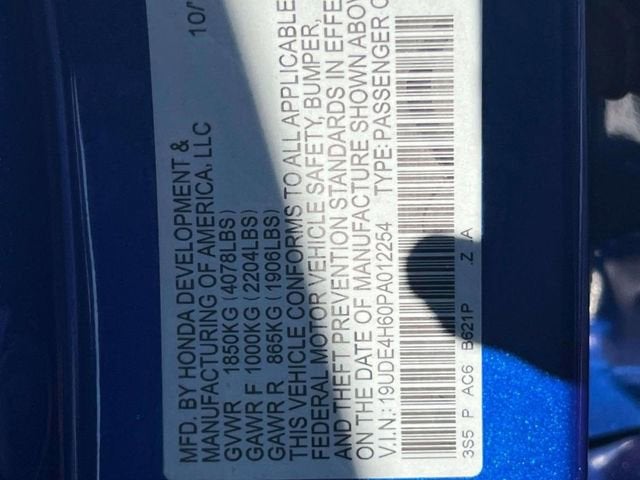 MFD. BY HONDA DEVELOPMENT & 10/
MANUFACTURING OF AMERICA, LLC
GVWR 1850KG (4078LBS)
GAWR F 1000KG (2204LBS)
GAWR R 865KG (1906LBS)
THIS VEHICLE CONFORMS TO ALL APPLICABLE
FEDERAL MOTOR VEHICLE SAFETY, BUMPER,
AND THEFT PREVENTION STANDARDS IN EFFE
ON THE DATE OF MANUFACTURE SHOWN ABOV
V.I.N.: 19UDE4H60PA012254 TYPE: PASSENGER C
3S5 P AC6 B621P .Z .A